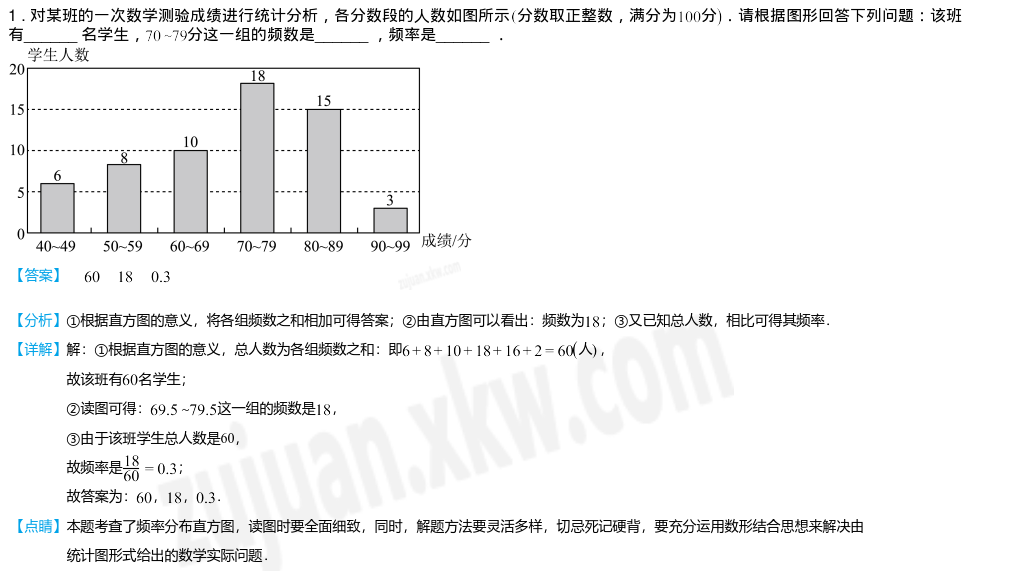 1．对某班的一次数学测验成绩进行统计分析，各分数段的人数如图所示(分数取正整数，满分为100分)．请根据图形回答下列问题：该班
有_______ 名学生，70 ~79分这一组的频数是_______ ，频率是_______ ．
学生人数
20
15
10
5
0
6
8
10
18
15
3
40~49 50~59 60~69 70~79 80~89 90~99 成绩/分
【答案】 60 18 0.3
【分析】①根据直方图的意义，将各组频数之和相加可得答案；②由直方图可以看出：频数为18；③又已知总人数，相比可得其频率．
【详解】解：①根据直方图的意义，总人数为各组频数之和：即6 + 8 + 10 + 18 + 16 + 2 = 60(人)，
故该班有60名学生；
②读图可得：69.5 ~79.5这一组的频数是18，
③由于该班学生总人数是60，
故频率是18/60 = 0.3；
故答案为：60，18，0.3．
【点睛】本题考查了频率分布直方图，读图时要全面细致，同时，解题方法要灵活多样，切忌死记硬背，要充分运用数形结合思想来解决由
统计图形式给出的数学实际问题．
zujuan.xkw.com
zujuan.xkw.com